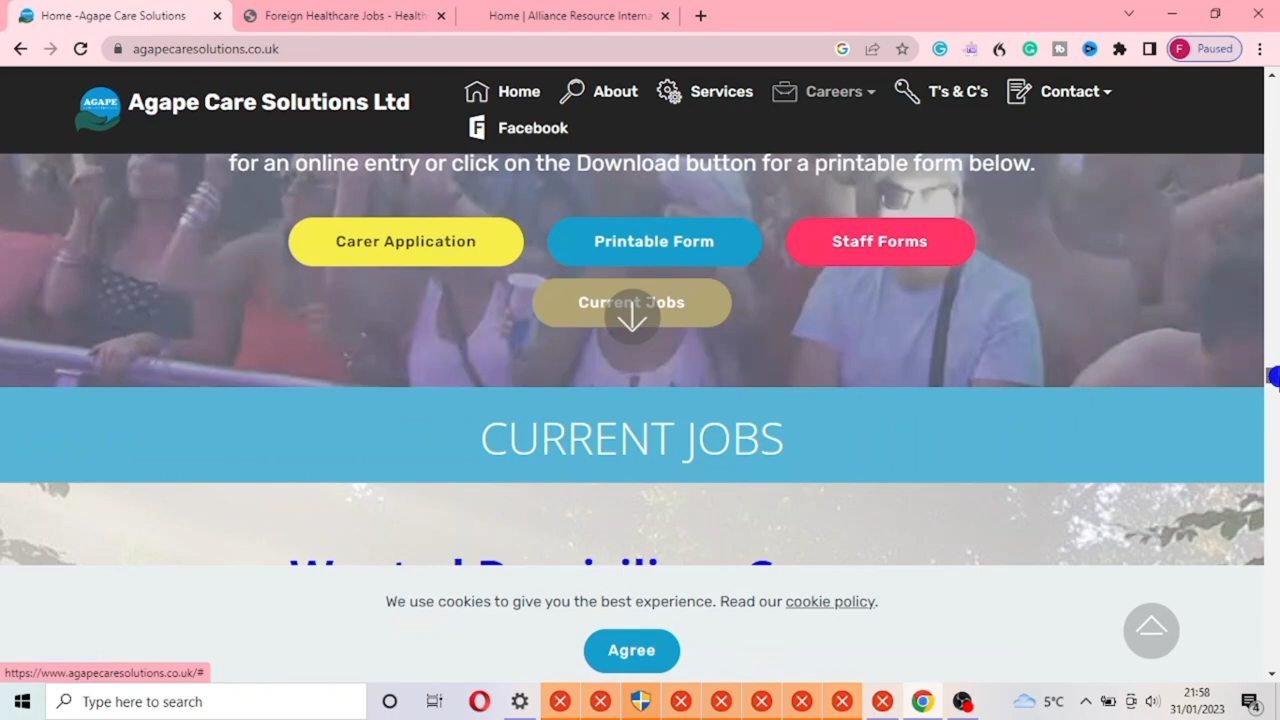 Home -Agape Care Solutions
Foreign Healthcare Jobs - Health
Home | Alliance Resource Interna
agapecaresolutions.co.uk
F Paused
AGAPE
Agape Care Solutions Ltd
Home
About
Services
Careers
T's & C's
Contact
Facebook
for an online entry or click on the Download button for a printable form below.
Carer Application
Printable Form
Staff Forms
Current Jobs
CURRENT JOBS
We use cookies to give you the best experience. Read our cookie policy.
Agree
https://www.agapecaresolutions.co.uk/#
Type here to search
5°C
21:58
31/01/2023
4